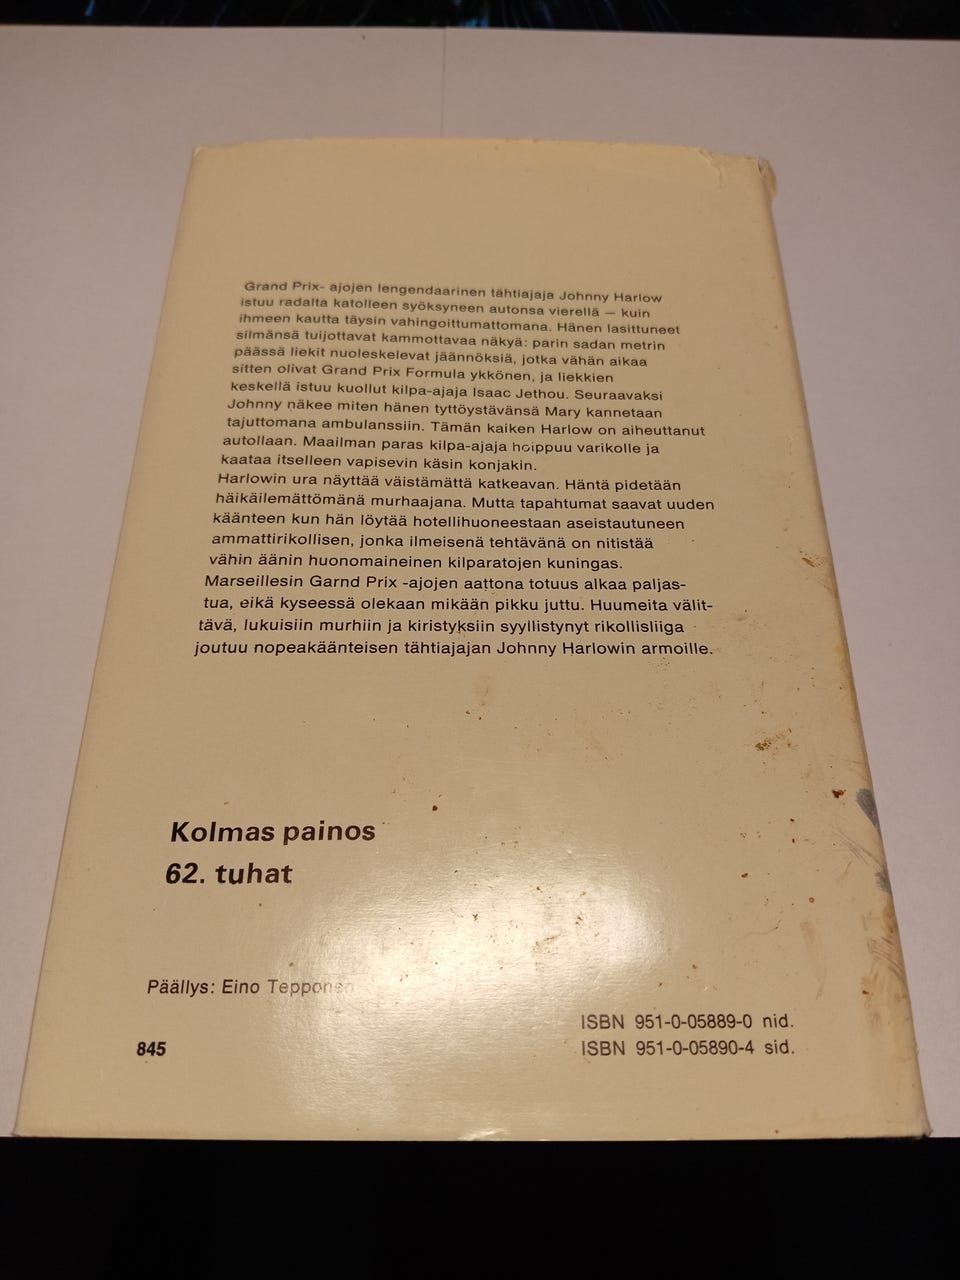 Grand Prix- ajojen lengendaarinen tähtiajaja Johnny Harlow
istuu radalta katolleen syöksyneen autonsa vierellä — kuin
ihmeen kautta täysin vahingoittumattomana. Hänen lasittuneet
silmänsä tuijottavat kammottavaa näkyä: parin sadan metrin
päässä liekit nuoleskelevat jäännöksiä, jotka vähän aikaa
sitten olivat Grand Prix Formula ykkönen, ja liekkien
keskellä istuu kuollut kilpa-ajaja Isaac Jethou. Seuraavaksi
Johnny näkee miten hänen tyttöystävänsä Mary kannetaan
tajuttomana ambulanssiin. Tämän kaiken Harlow on aiheuttanut
autollaan. Maailman paras kilpa-ajaja hoippuu varikolle ja
kaataa itselleen vapisevin käsin konjakin.
Harlowin ura näyttää väistämättä katkeavan. Häntä pidetään
häikäilemättömänä murhaajana. Mutta tapahtumat saavat uuden
käänteen kun hän löytää hotellihuoneestaan aseistautuneen
ammattirikollisen, jonka ilmeisenä tehtävänä on nitistää
vähin äänin huonomaineinen kilparatojen kuningas.
Marseillesin Garnd Prix -ajojen aattona totuus alkaa paljas-
tua, eikä kyseessä olekaan mikään pikku juttu. Huumeita välit-
tävä, lukuisiin murhiin ja kiristyksiin syyllistynyt rikollisliiga
joutuu nopeakäänteisen tähtiajajan Johnny Harlowin armoille.
Kolmas painos
62. tuhat
Päällys: Eino Tepponen
845
ISBN 951-0-05889-0 nid.
ISBN 951-0-05890-4 sid.